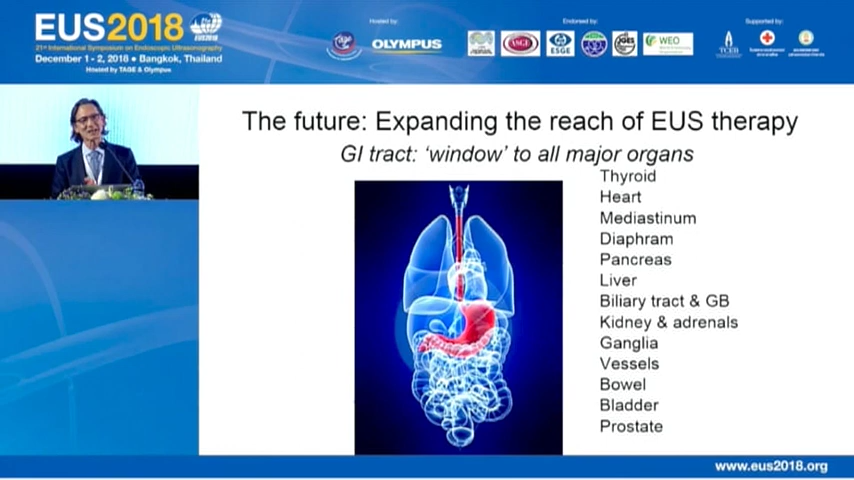 EUS2018
EUS2018
21st International Symposium on Endoscopic Ultrasonography
December 1 - 2, 2018 • Bangkok, Thailand
Hosted by TAGE & Olympus
Hosted by:
Endorsed by:
Supported by:
TAGE
OLYMPUS
ASGE
ESGE
JGES
WEO
TCEB
The future: Expanding the reach of EUS therapy
GI tract: ‘window’ to all major organs
Thyroid
Heart
Mediastinum
Diaphram
Pancreas
Liver
Biliary tract & GB
Kidney & adrenals
Ganglia
Vessels
Bowel
Bladder
Prostate
www.eus2018.org